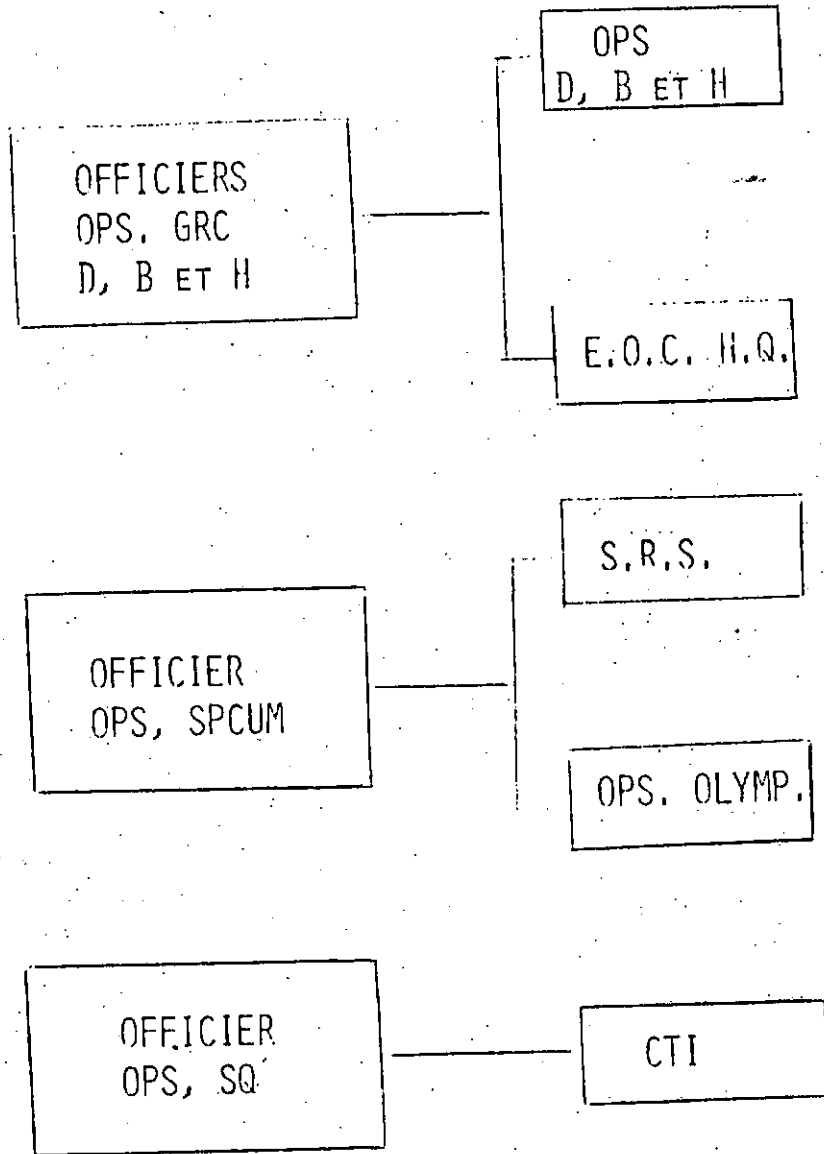 OPS
D, B ET H
OFFICIERS
OPS. GRC
D, B ET H
E.O.C. H.Q.
S.R.S.
OFFICIER
OPS, SPCUM
OPS. OLYMP.
OFFICIER
OPS, SQ
CTI